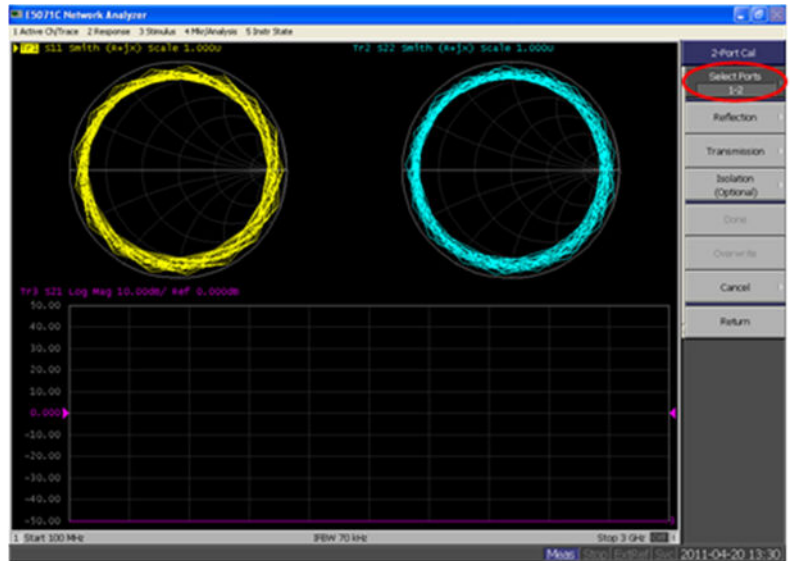 E5071C Network Analyzer
1 Active Ch/Trace 2 Response 3 Stimulus 4 Mkr/Analysis 5 Instr State
Tr1 S11 Smith (R+jX) Scale 1.000U
Tr2 S22 Smith (R+jX) Scale 1.000U
2-Port Cal
Select Ports
1-2
Reflection
Transmission
Isolation
(Optional)
Done
Overwrite
Cancel
Return
Tr3 S21 Log Mag 10.00dB/ Ref 0.000dB
50.00
40.00
30.00
20.00
10.00
0.000
-10.00
-20.00
-30.00
-40.00
-50.00
1 Start 100 MHz IFBW 70 kHz Stop 3 GHz Off
Meas Stop ExtRef Svc 2011-04-20 13:30